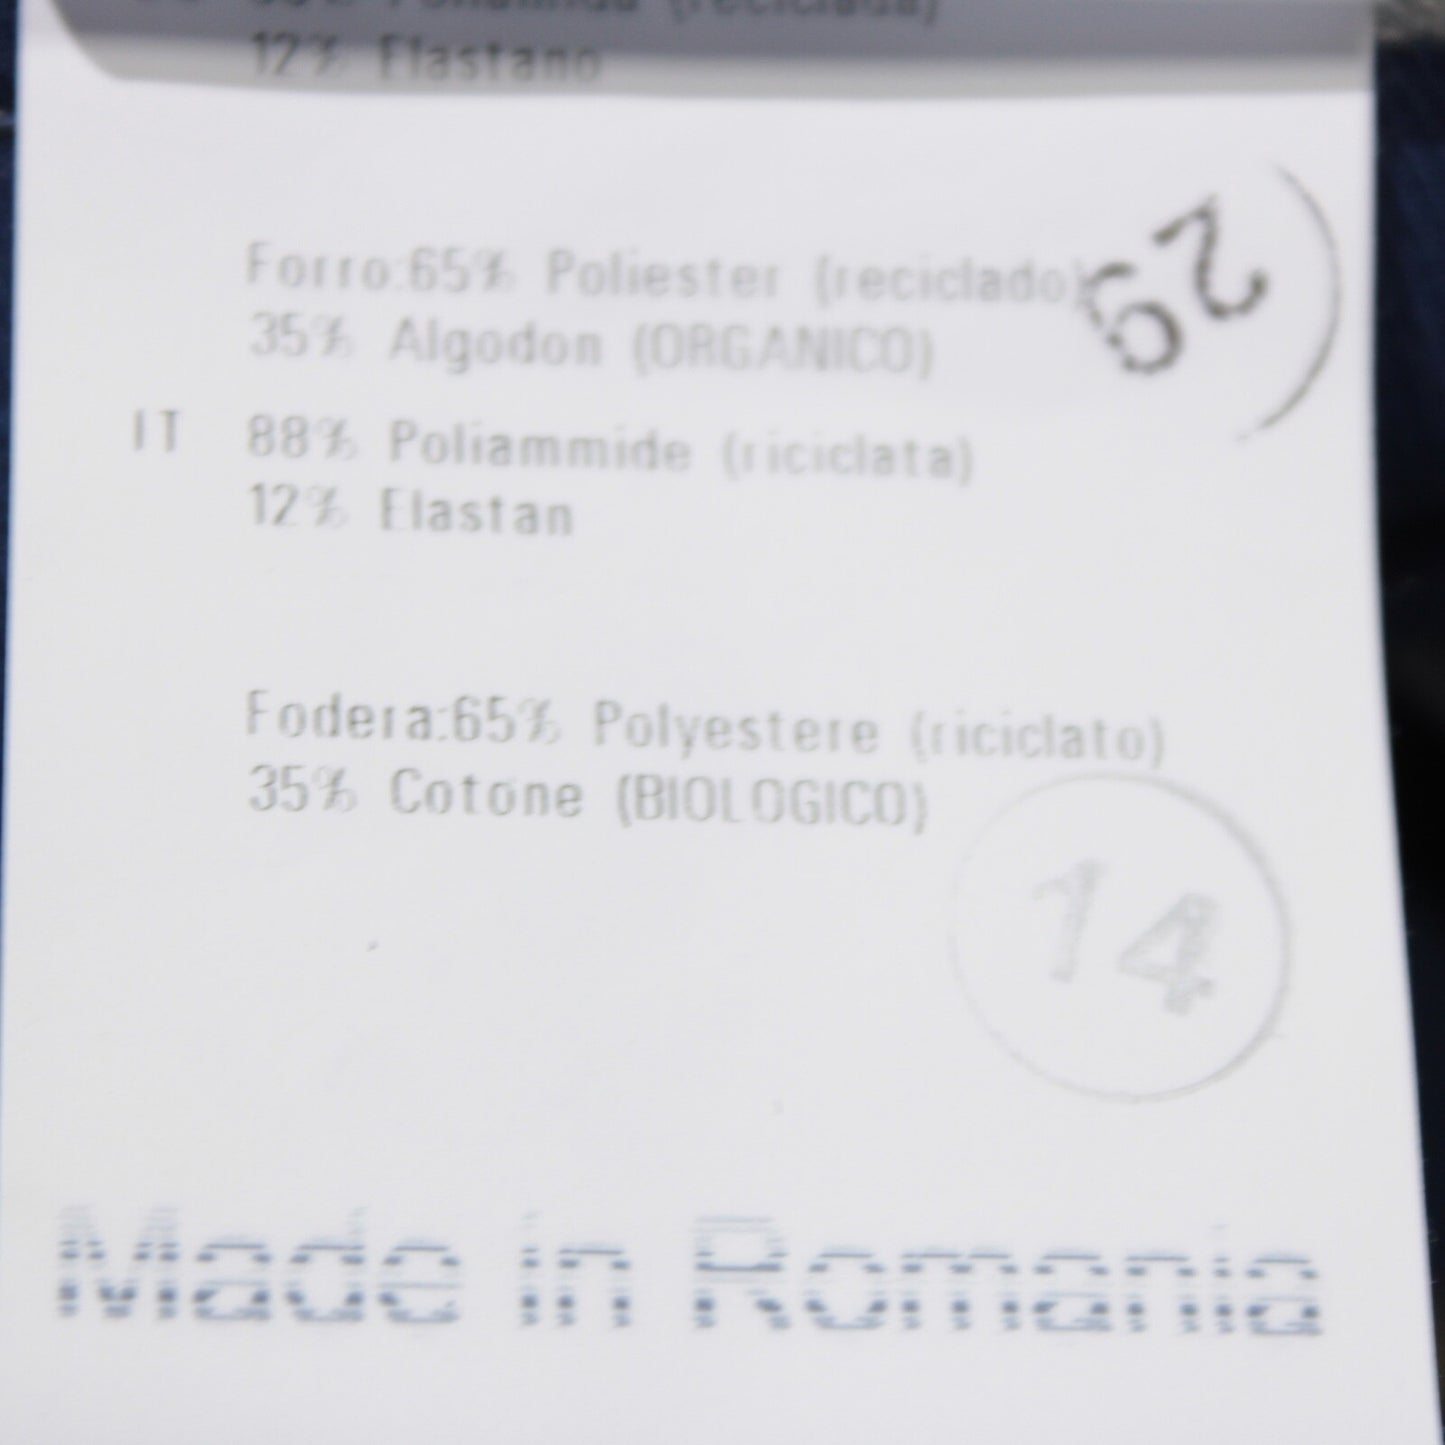 12% Elastano
Forro:65% Poliester (reciclado)
35% Algodon (ORGANICO)
IT 88% Poliammide (riciclata)
12% Elastan
Fodera:65% Polyestere (riciclato)
35% Cotone (BIOLOGICO)
14
Made in Romania